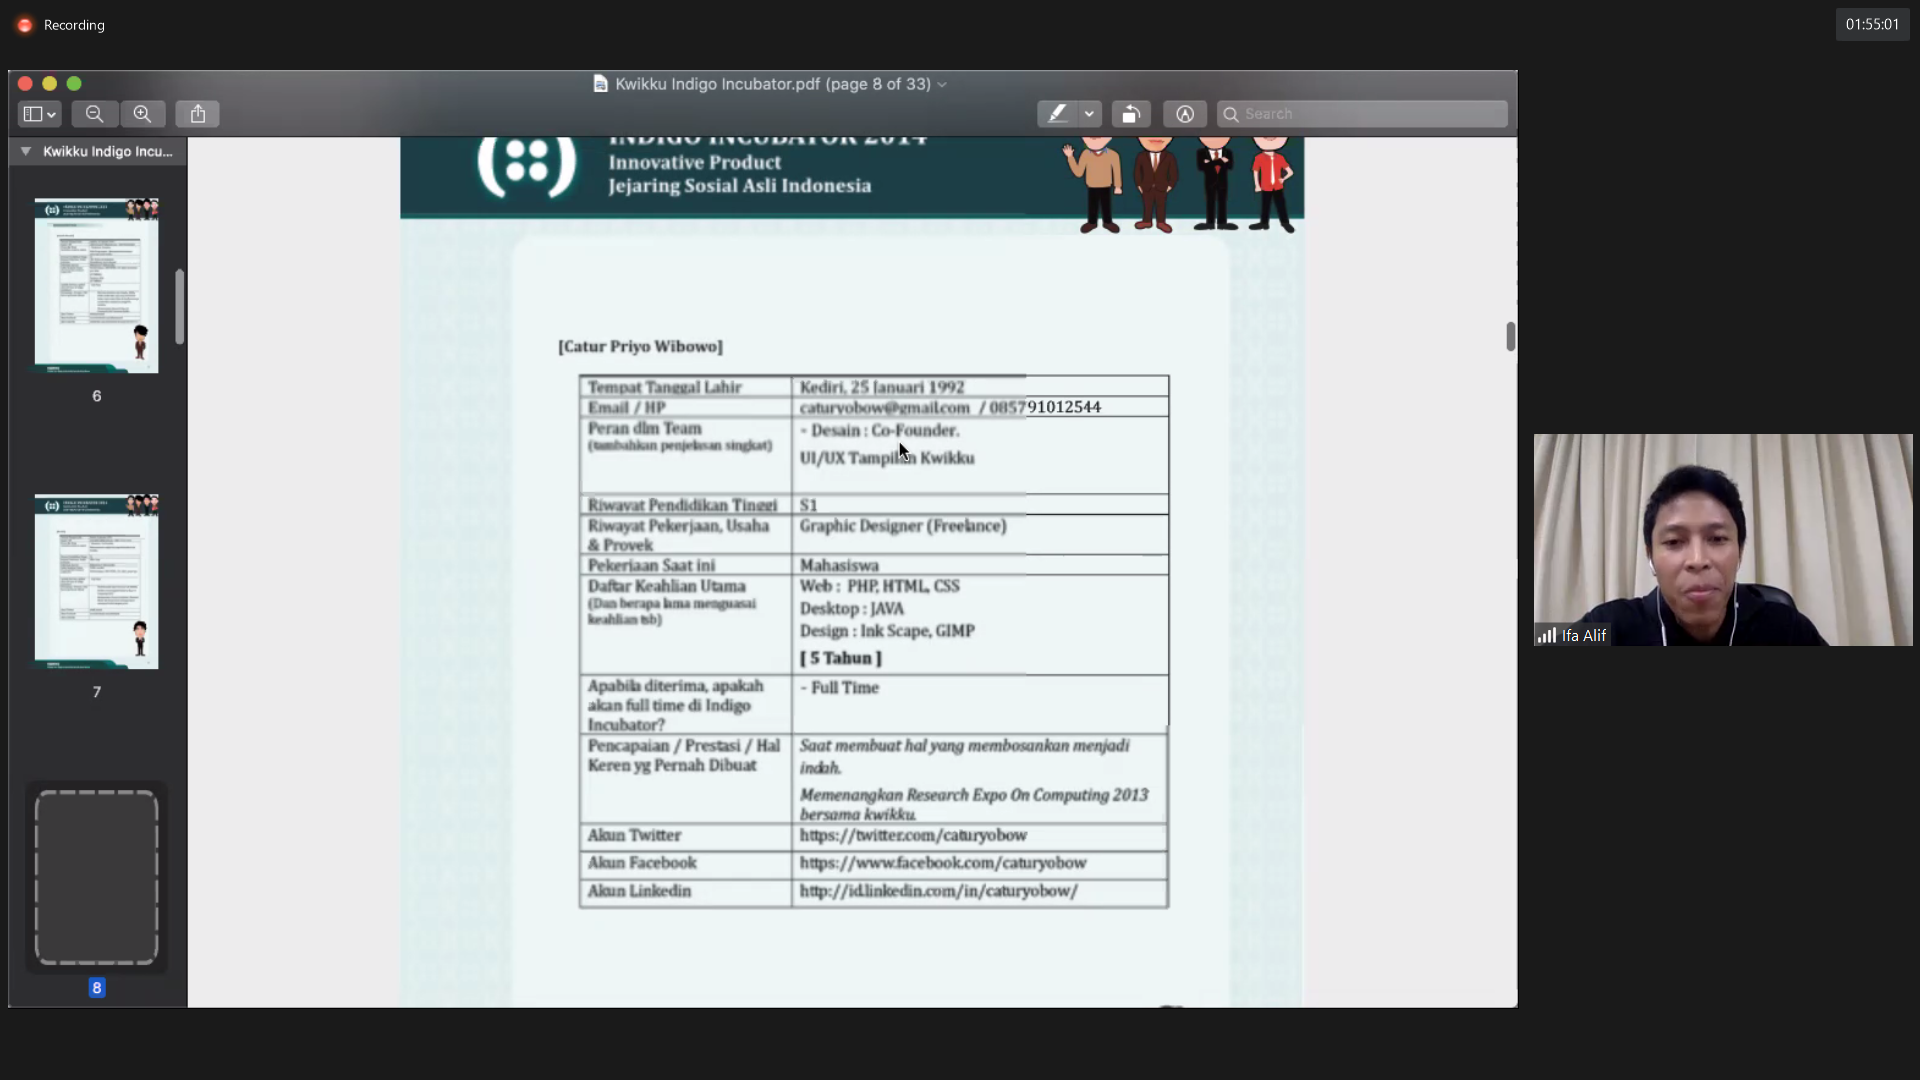 Recording
01:55:01
Kwikku Indigo Incubator.pdf (page 8 of 33)
Search
Kwikku Indigo Incu...
6
7
8
INDIGO INCUBATOR 2014
Innovative Product
Jejaring Sosial Asli Indonesia
[Catur Priyo Wibowo]
Tempat Tanggal Lahir Kediri, 25 Januari 1992
Email / HP caturyobow@gmail.com / 085791012544
Peran dlm Team - Desain : Co-Founder.
(tambahkan penjelasan singkat)
UI/UX Tampilan Kwikku
Riwayat Pendidikan Tinggi S1
Riwayat Pekerjaan, Usaha Graphic Designer (Freelance)
& Proyek
Pekerjaan Saat ini Mahasiswa
Daftar Keahlian Utama Web : PHP, HTML, CSS
(Dan berapa lama menguasai Desktop : JAVA
keahlian tsb)
Design : Ink Scape, GIMP
[ 5 Tahun ]
Apabila diterima, apakah - Full Time
akan full time di Indigo
Incubator?
Pencapaian / Prestasi / Hal Saat membuat hal yang membosankan menjadi
Keren yg Pernah Dibuat indah.
Memenangkan Research Expo On Computing 2013
bersama kwikku.
Akun Twitter https://twitter.com/caturyobow
Akun Facebook https://www.facebook.com/caturyobow
Akun Linkedin http://id.linkedin.com/in/caturyobow/
Ifa Alif